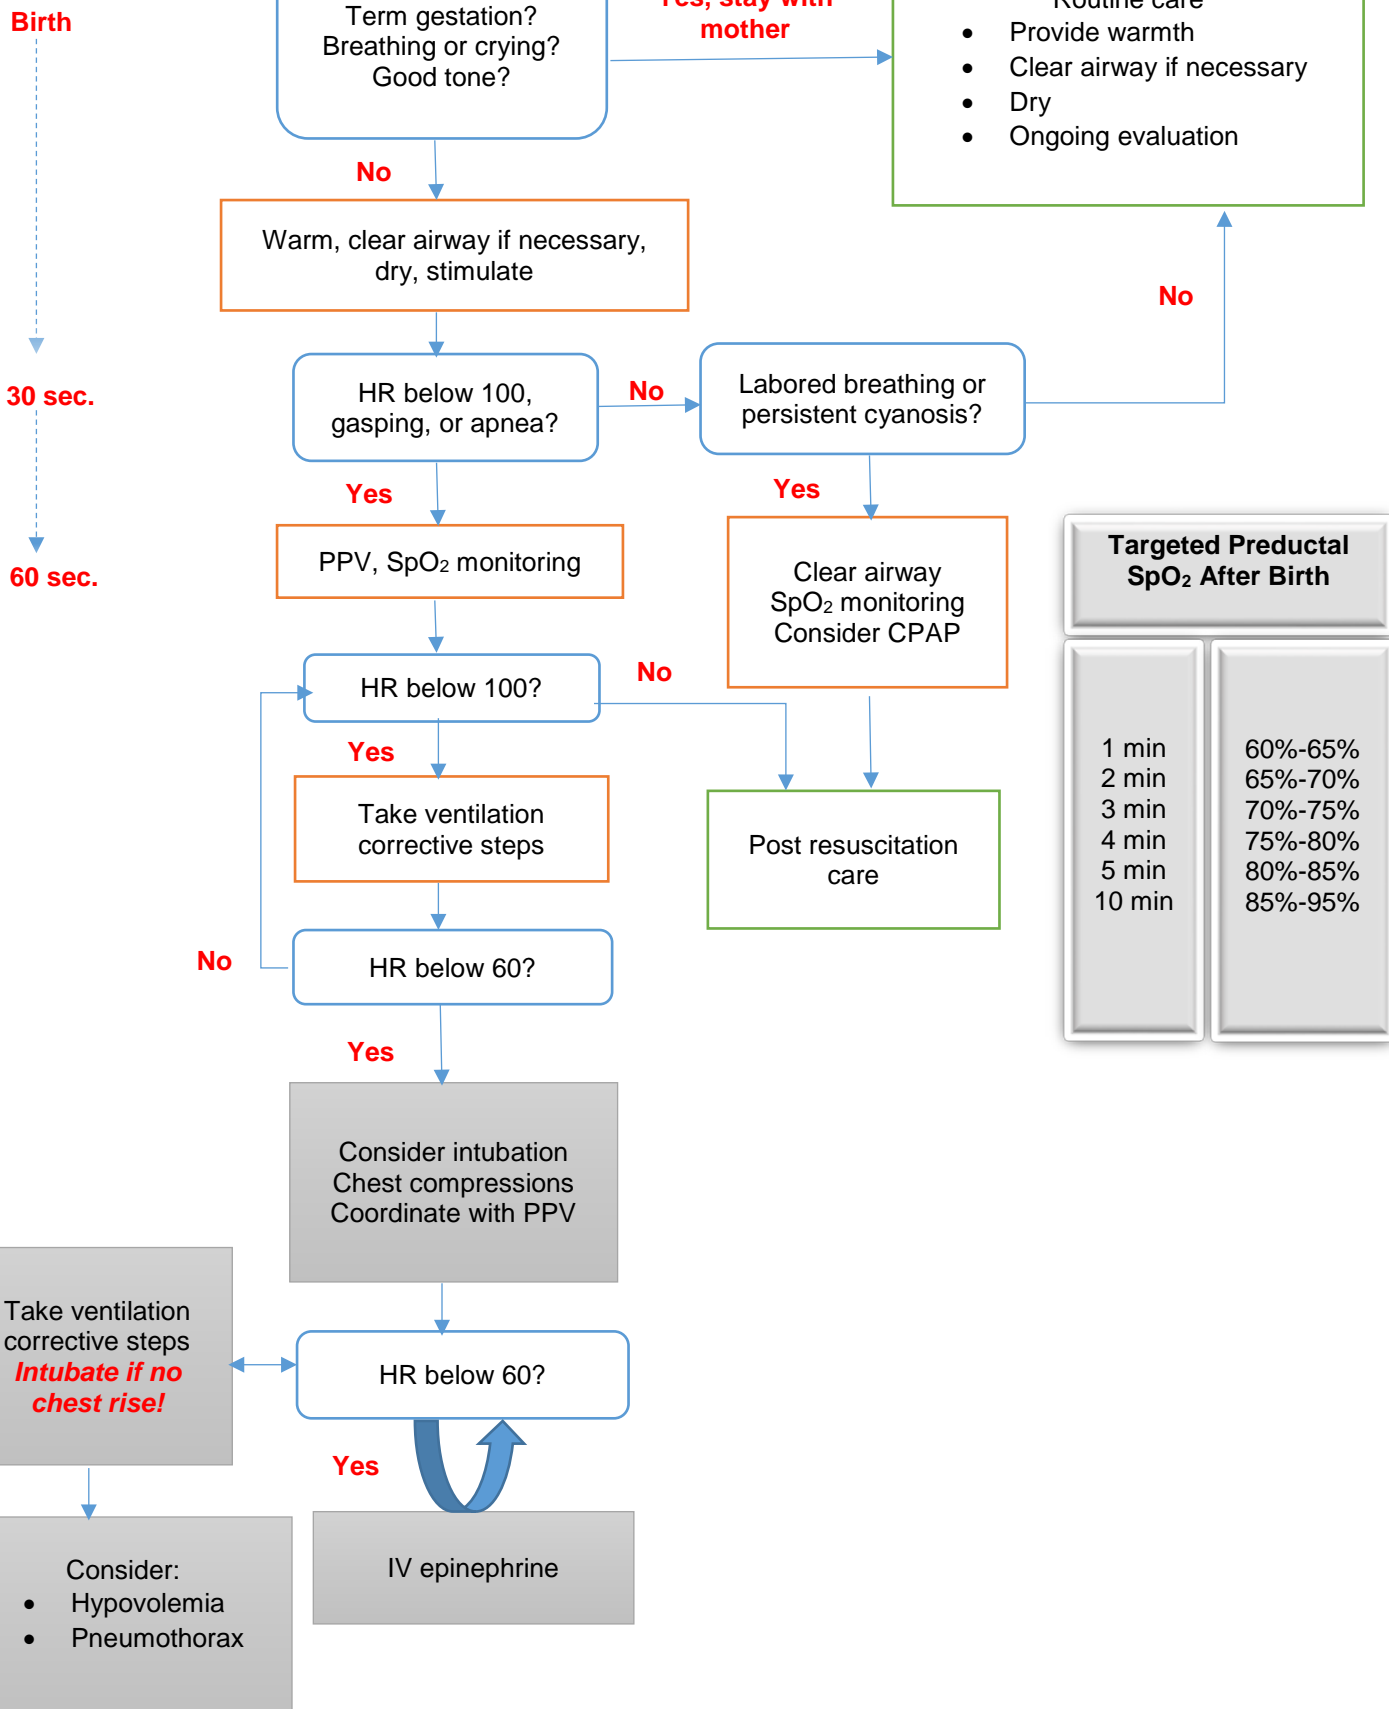 Birth
Term gestation?
Breathing or crying?
Good tone?
Yes, stay with
mother
Routine care
• Provide warmth
• Clear airway if necessary
• Dry
• Ongoing evaluation
No
Warm, clear airway if necessary,
dry, stimulate
No
30 sec.
HR below 100,
gasping, or apnea?
No
Labored breathing or
persistent cyanosis?
Yes
Yes
60 sec.
PPV, SpO₂ monitoring
Clear airway
SpO₂ monitoring
Consider CPAP
Targeted Preductal
SpO₂ After Birth
1 min 60%-65%
2 min 65%-70%
3 min 70%-75%
4 min 75%-80%
5 min 80%-85%
10 min 85%-95%
HR below 100?
No
Yes
Take ventilation
corrective steps
Post resuscitation
care
No
HR below 60?
Yes
Consider intubation
Chest compressions
Coordinate with PPV
Take ventilation
corrective steps
Intubate if no
chest rise!
HR below 60?
Yes
IV epinephrine
Consider:
• Hypovolemia
• Pneumothorax